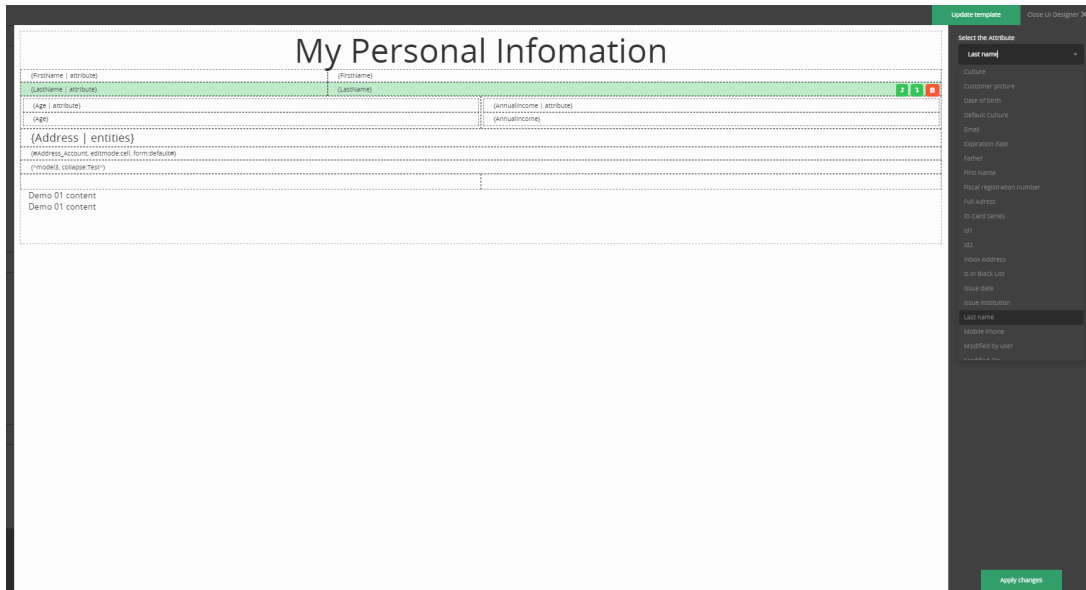 Update template
Close UI Designer X
My Personal Infomation
{FirstName | attribute}
{FirstName}
{LastName | attribute}
{LastName}
{Age | attribute}
{AnnualIncome | attribute}
{Age}
{AnnualIncome}
{Address | entities}
{#Address_Account, editmode:cell, form:default#}
{^model3, collapse:Test^}
Demo 01 content
Demo 01 content
Select the Attribute
Last name
Culture
Customer picture
Date of birth
Default Culture
Email
Expiration date
Father
First Name
Fiscal registration number
Full Adress
ID Card Series
Id1
Id2
Inbox Address
Is in Black List
Issue date
Issue institution
Last name
Mobile Phone
Modified by user
Apply changes